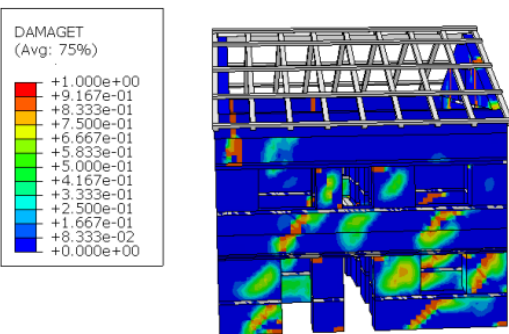 DAMAGET
(Avg: 75%)
+1.000e+00
+9.167e-01
+8.333e-01
+7.500e-01
+6.667e-01
+5.833e-01
+5.000e-01
+4.167e-01
+3.333e-01
+2.500e-01
+1.667e-01
+8.333e-02
+0.000e+00